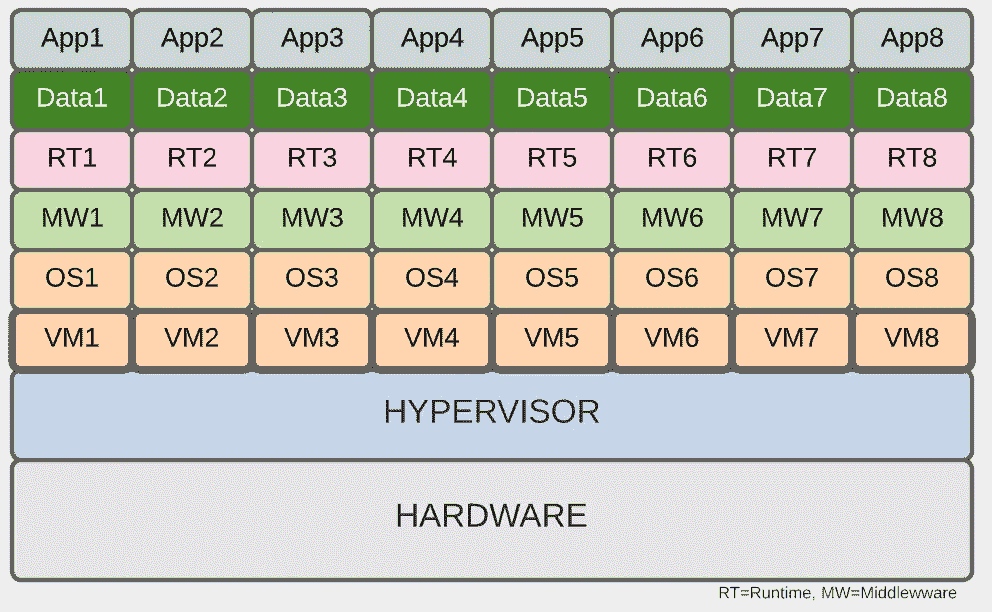 App1 App2 App3 App4 App5 App6 App7 App8
Data1 Data2 Data3 Data4 Data5 Data6 Data7 Data8
RT1 RT2 RT3 RT4 RT5 RT6 RT7 RT8
MW1 MW2 MW3 MW4 MW5 MW6 MW7 MW8
OS1 OS2 OS3 OS4 OS5 OS6 OS7 OS8
VM1 VM2 VM3 VM4 VM5 VM6 VM7 VM8
HYPERVISOR
HARDWARE
RT=Runtime, MW=Middlewware